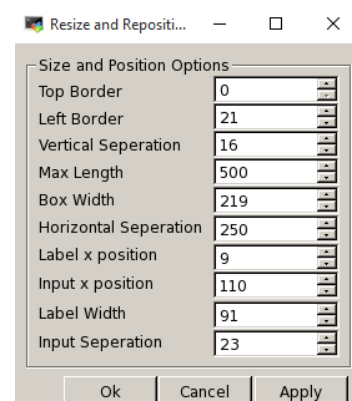 Resize and Repositi...
Size and Position Options
Top Border 0
Left Border 21
Vertical Seperation 16
Max Length 500
Box Width 219
Horizontal Seperation 250
Label x position 9
Input x position 110
Label Width 91
Input Seperation 23
Ok Cancel Apply